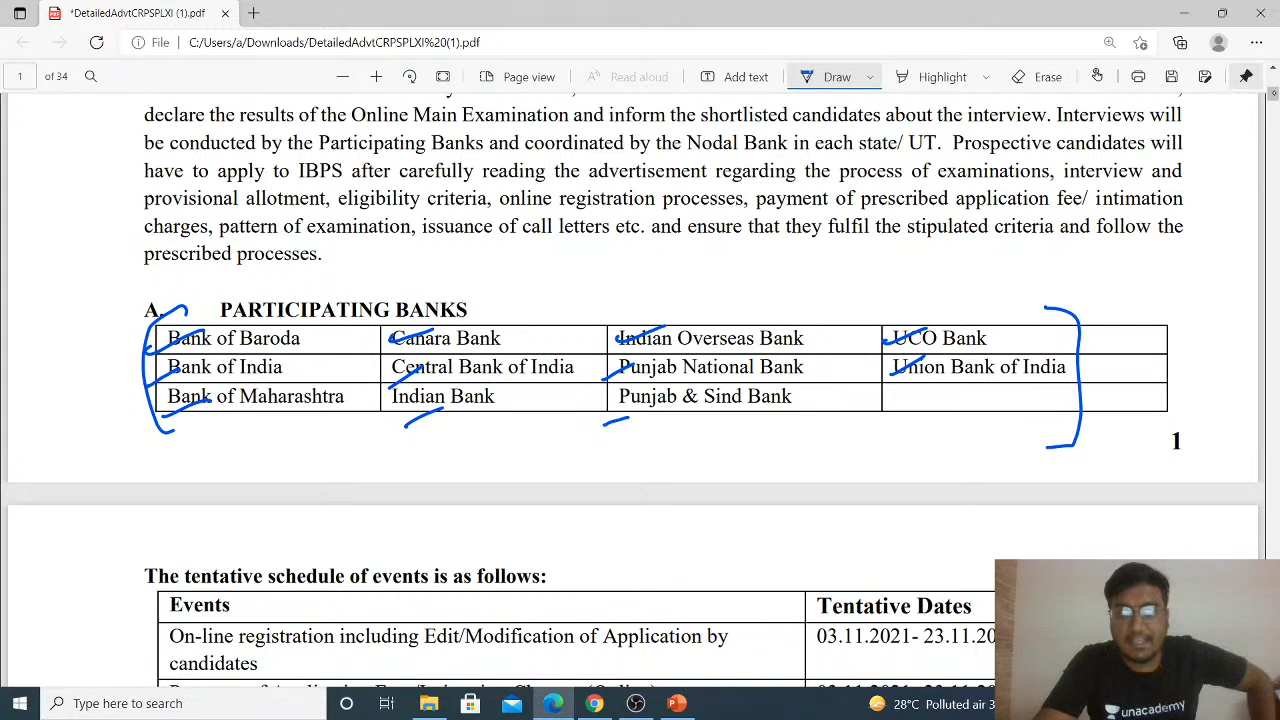 *DetailedAdvtCRPSPLXI (1).pdf
File C:/Users/a/Downloads/DetailedAdvtCRPSPLXI%20(1).pdf
1 of 34 Page view Read aloud Add text Draw Highlight Erase
declare the results of the Online Main Examination and inform the shortlisted candidates about the interview. Interviews will
be conducted by the Participating Banks and coordinated by the Nodal Bank in each state/ UT. Prospective candidates will
have to apply to IBPS after carefully reading the advertisement regarding the process of examinations, interview and
provisional allotment, eligibility criteria, online registration processes, payment of prescribed application fee/ intimation
charges, pattern of examination, issuance of call letters etc. and ensure that they fulfil the stipulated criteria and follow the
prescribed processes.
A. PARTICIPATING BANKS
Bank of Baroda Canara Bank Indian Overseas Bank UCO Bank
Bank of India Central Bank of India Punjab National Bank Union Bank of India
Bank of Maharashtra Indian Bank Punjab & Sind Bank
1
The tentative schedule of events is as follows:
Events Tentative Dates
On-line registration including Edit/Modification of Application by 03.11.2021- 23.11.20
candidates
unacademy
Type here to search 28°C Polluted air 3